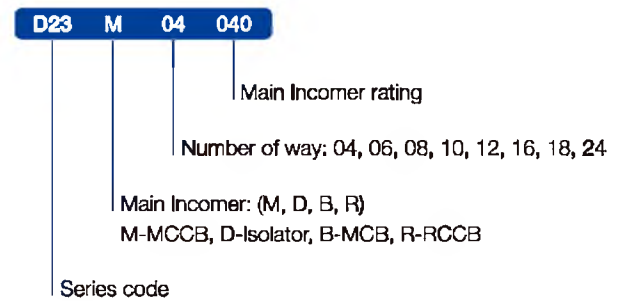 D23 M 04 040
Main Incomer rating
Number of way: 04, 06, 08, 10, 12, 16, 18, 24
Main Incomer: (M, D, B, R)
M-MCCB, D-Isolator, B-MCB, R-RCCB
Series code